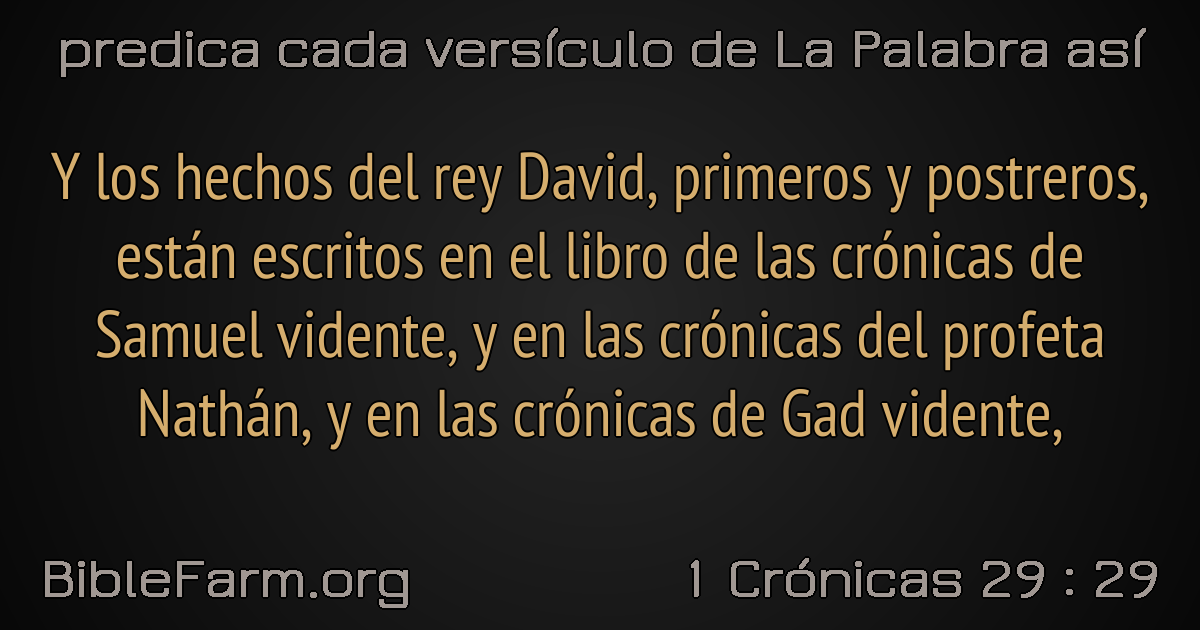 predica cada versículo de La Palabra así
Y los hechos del rey David, primeros y postreros,
están escritos en el libro de las crónicas de
Samuel vidente, y en las crónicas del profeta
Nathán, y en las crónicas de Gad vidente,
BibleFarm.org
1 Crónicas 29 : 29